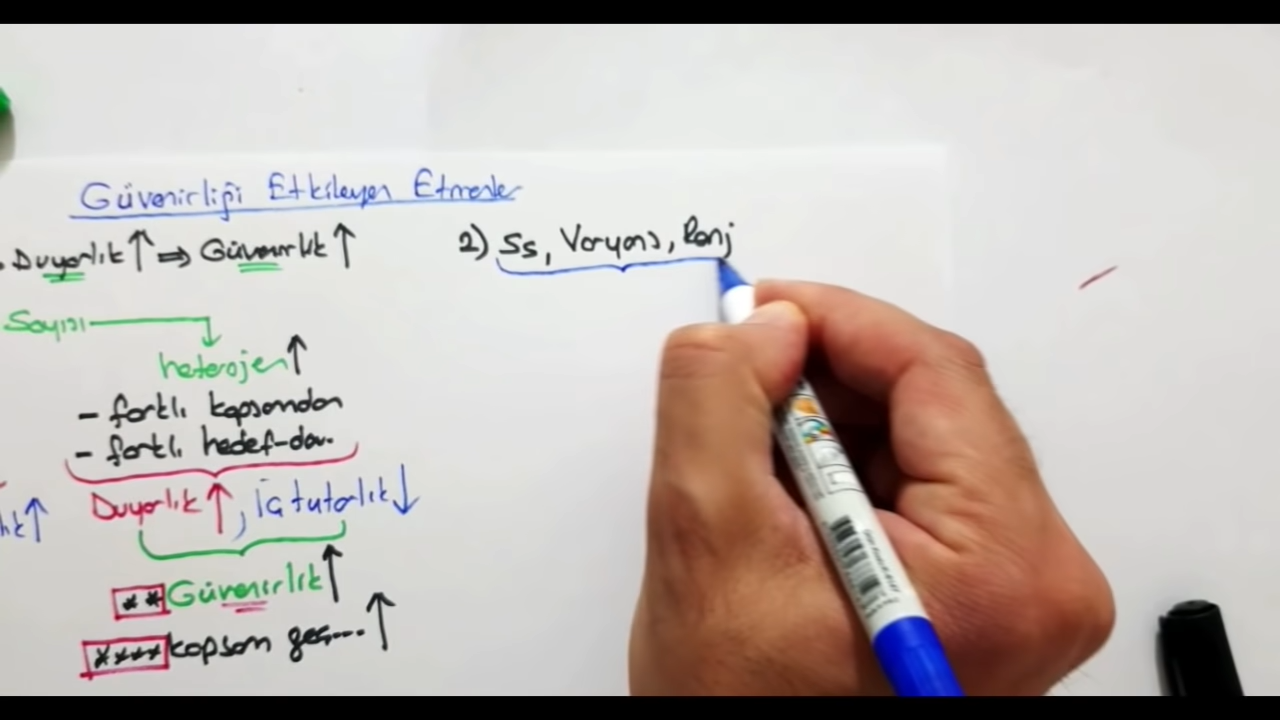 Güvenirliği Etkileyen Etmenler
Duyarlık ↑ ⇒ Güvenirlik ↑
Sayısı
heterojen ↑
- farklı kapsamdan
- farklı hedef-dav.
Duyarlık ↑, iç tutarlık ↓
** Güvenirlik ↑
**** kapsam geç.... ↑
2) Ss, Varyans, Ranj